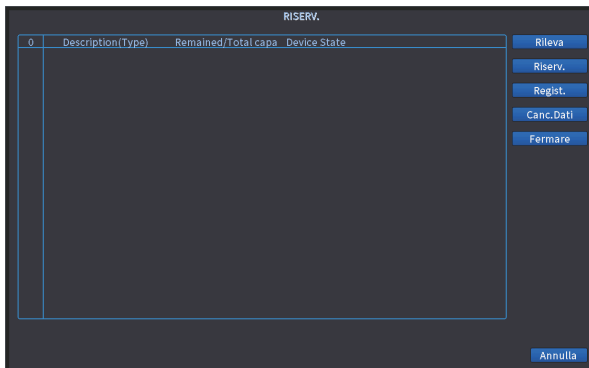 RISERV.
0 Description(Type) Remained/Total capa Device State
Rileva
Riserv.
Regist.
Canc.Dati
Fermare
Annulla